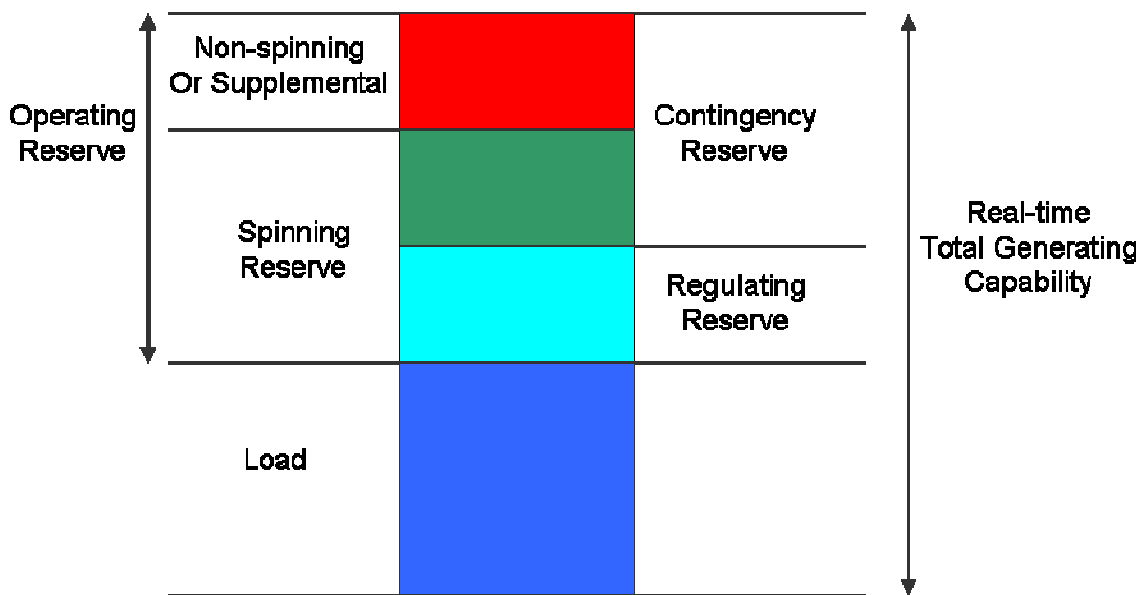 Non-spinning
Or Supplemental
Operating
Reserve
Contingency
Reserve
Spinning
Reserve
Real-time
Total Generating
Capability
Regulating
Reserve
Load